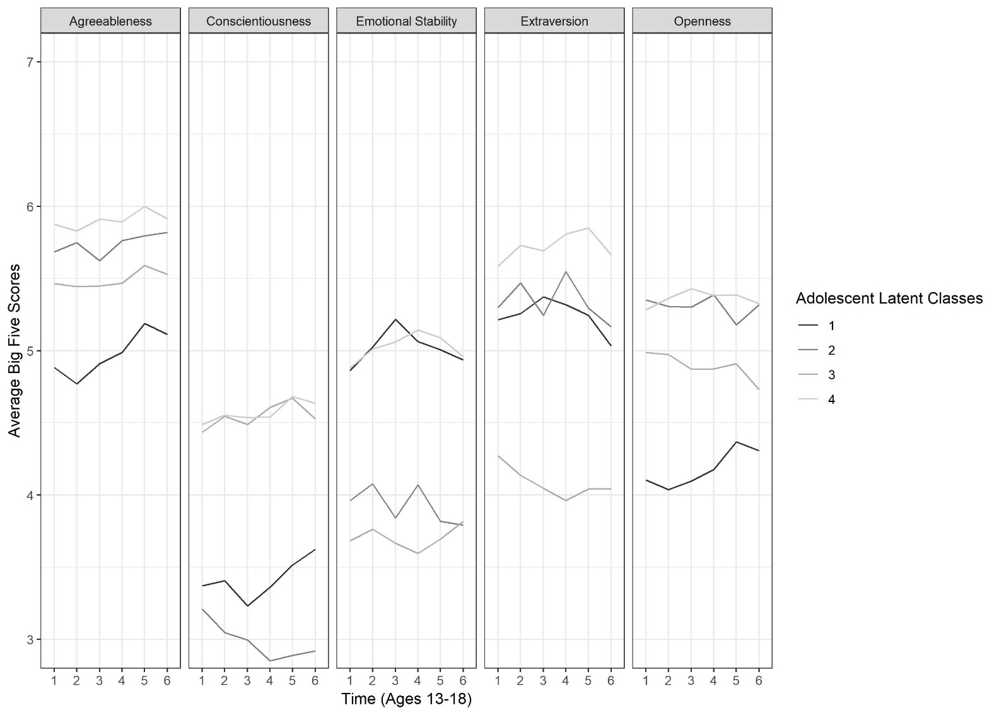 Agreeableness Conscientiousness Emotional Stability Extraversion Openness
7
6
5
4
3
Average Big Five Scores
1 2 3 4 5 6 1 2 3 4 5 6 1 2 3 4 5 6 1 2 3 4 5 6 1 2 3 4 5 6
Time (Ages 13-18)
Adolescent Latent Classes
1
2
3
4